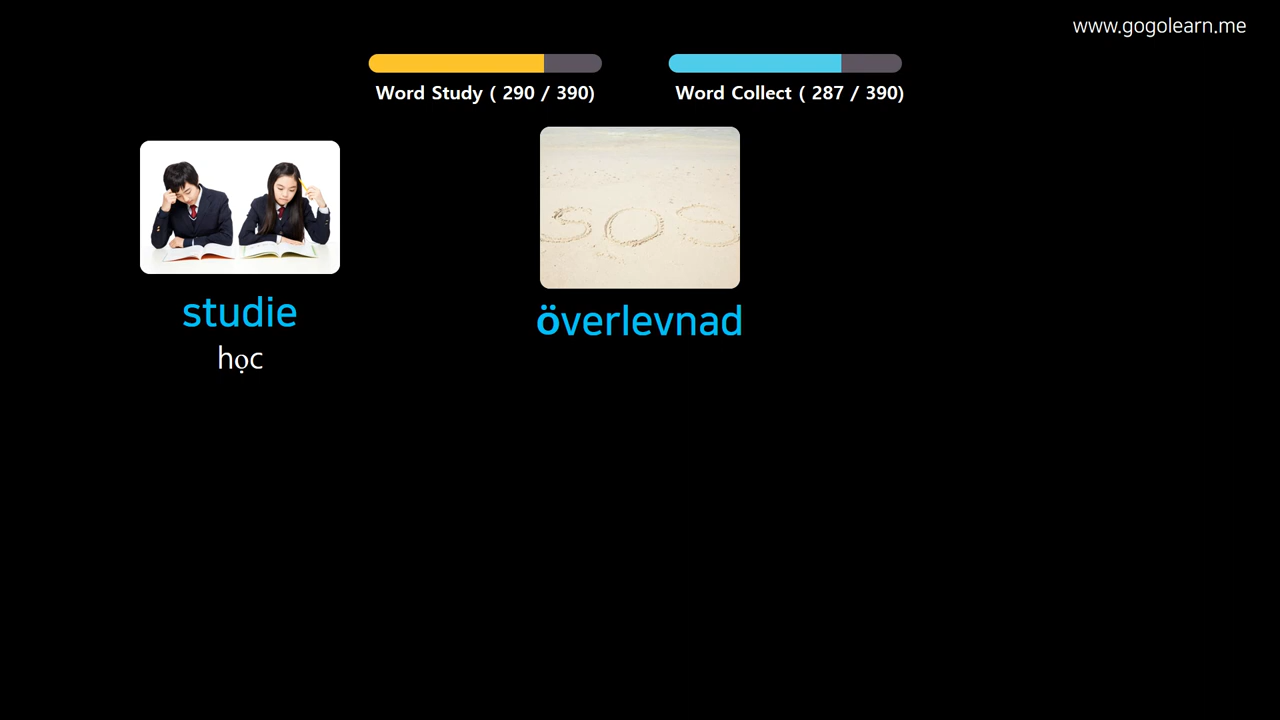 www.gogolearn.me
Word Study ( 290 / 390)
Word Collect ( 287 / 390)
SOS
studie
học
överlevnad